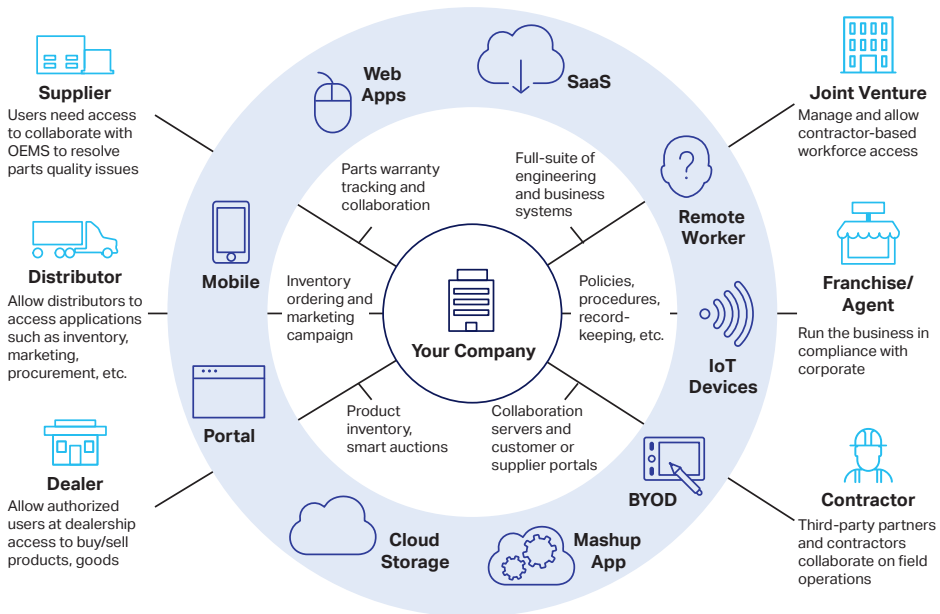 Supplier
Users need access
to collaborate with
OEMS to resolve
parts quality issues
Distributor
Allow distributors to
access applications
such as inventory,
marketing,
procurement, etc.
Dealer
Allow authorized
users at dealership
access to buy/sell
products, goods
Web
Apps
SaaS
Mobile
Portal
Cloud
Storage
Mashup
App
BYOD
IoT
Devices
Remote
Worker
?
Parts warranty
tracking and
collaboration
Full-suite of
engineering
and business
systems
Inventory
ordering and
marketing
campaign
Your Company
Policies,
procedures,
record-
keeping, etc.
Product
inventory,
smart auctions
Collaboration
servers and
customer or
supplier portals
Joint Venture
Manage and allow
contractor-based
workforce access
Franchise/
Agent
Run the business in
compliance with
corporate
Contractor
Third-party partners
and contractors
collaborate on field
operations